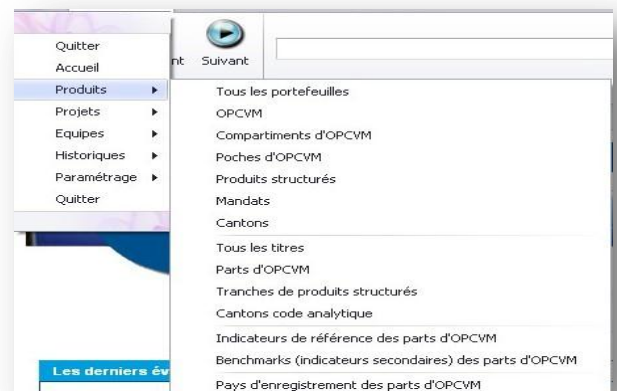 Quitter
Accueil
Produits
Projets
Equipes
Historiques
Paramétrage
Quitter
nt Suivant
Tous les portefeuilles
OPCVM
Compartiments d'OPCVM
Poches d'OPCVM
Produits structurés
Mandats
Cantons
Tous les titres
Parts d'OPCVM
Tranches de produits structurés
Cantons code analytique
Indicateurs de référence des parts d'OPCVM
Benchmarks (indicateurs secondaires) des parts d'OPCVM
Pays d'enregistrement des parts d'OPCVM
Les derniers év